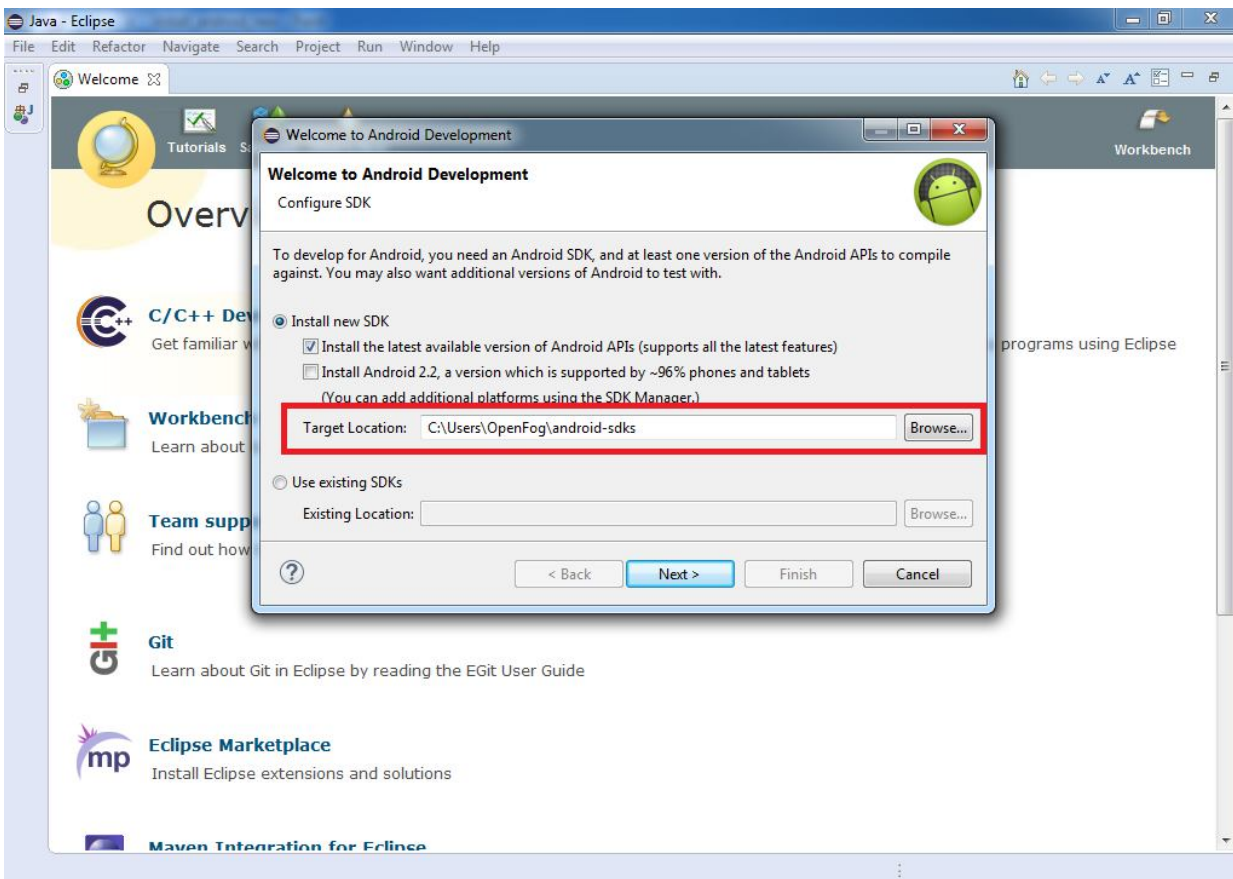 Java - Eclipse
File Edit Refactor Navigate Search Project Run Window Help
Welcome
Tutorials
Workbench
Overv
C/C++ Dev
Get familiar
programs using Eclipse
Workbench
Learn about
Team supp
Find out how
Welcome to Android Development
Welcome to Android Development
Configure SDK
To develop for Android, you need an Android SDK, and at least one version of the Android APIs to compile
against. You may also want additional versions of Android to test with.
Install new SDK
Install the latest available version of Android APIs (supports all the latest features)
Install Android 2.2, a version which is supported by ~96% phones and tablets
(You can add additional platforms using the SDK Manager.)
Target Location: C:\Users\OpenFog\android-sdks Browse...
Use existing SDKs
Existing Location: Browse...
< Back Next > Finish Cancel
Git
Learn about Git in Eclipse by reading the EGit User Guide
mp
Eclipse Marketplace
Install Eclipse extensions and solutions
Maven Integration for Eclipse